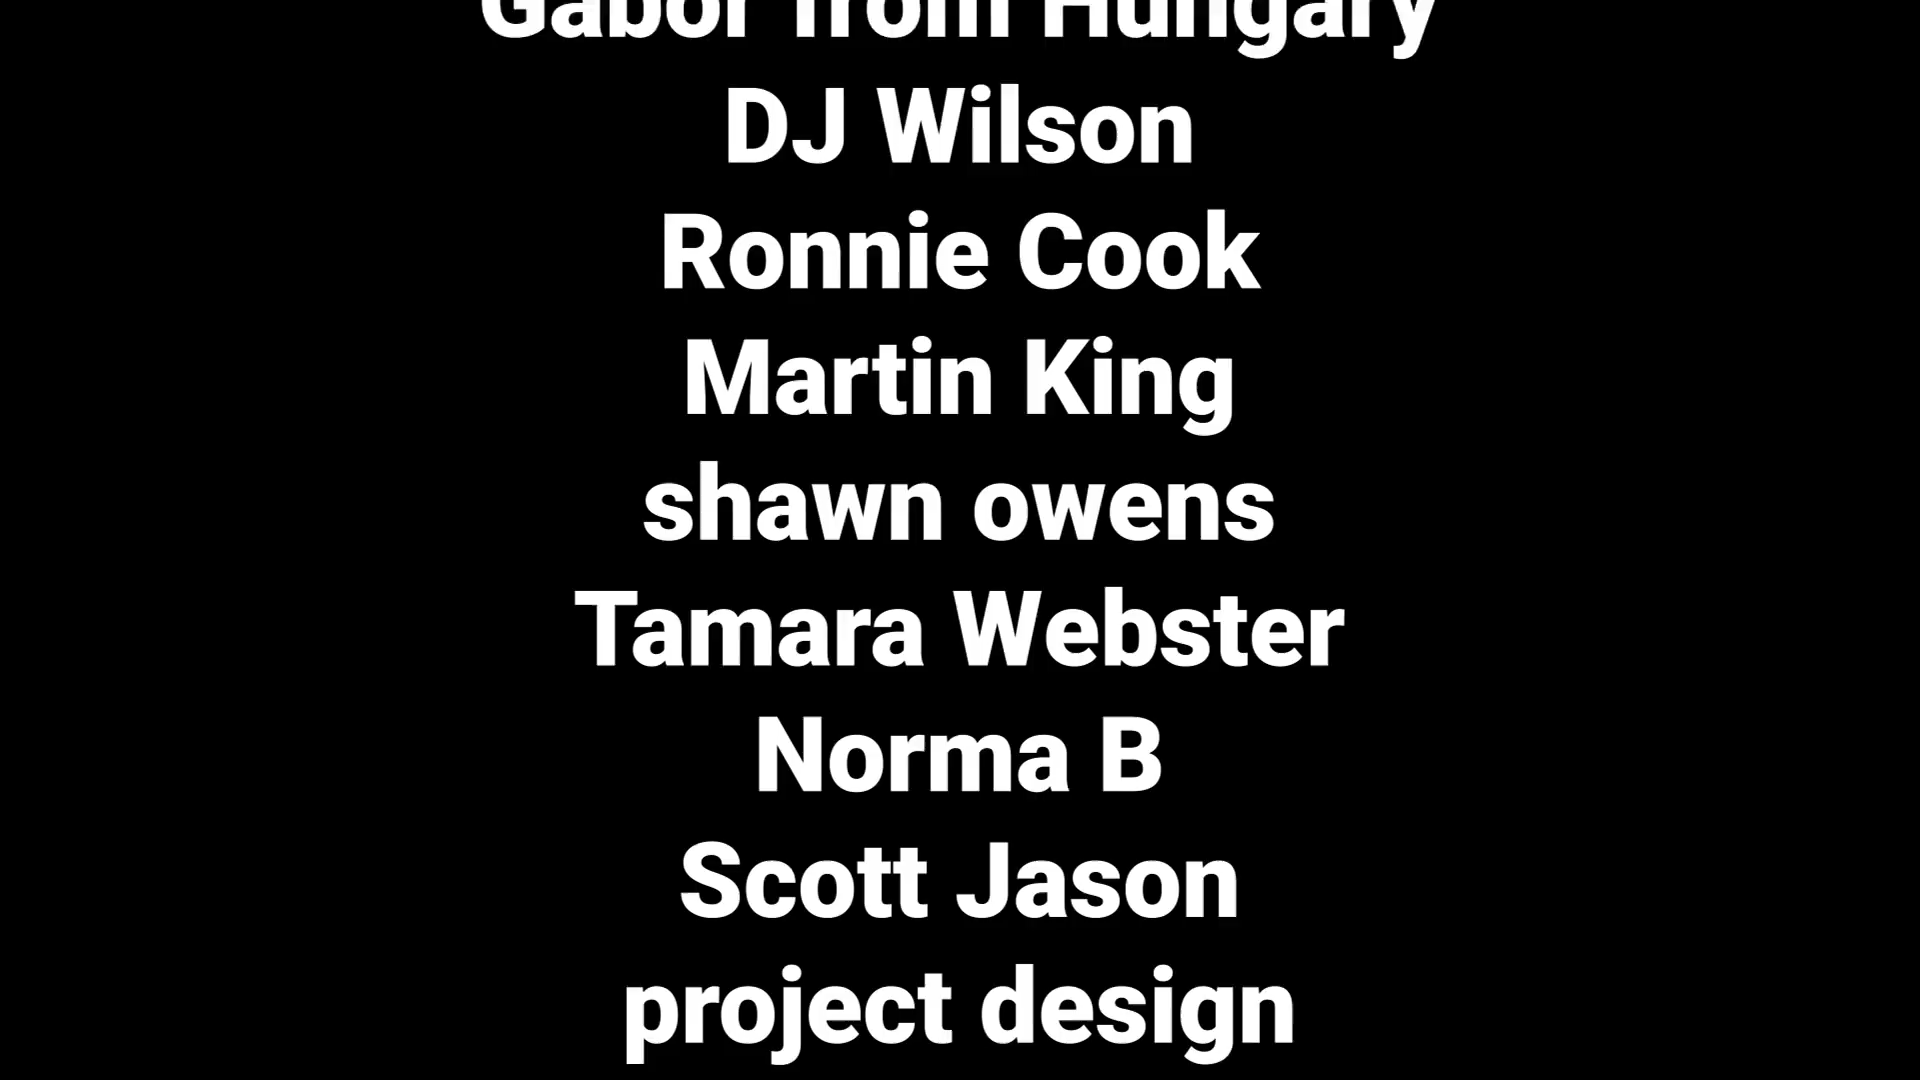 Gabor from Hungary
DJ Wilson
Ronnie Cook
Martin King
shawn owens
Tamara Webster
Norma B
Scott Jason
project design